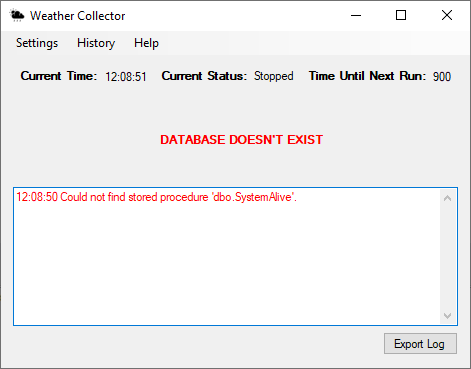 Weather Collector
Settings History Help
Current Time: 12:08:51 Current Status: Stopped Time Until Next Run: 900
DATABASE DOESN'T EXIST
12:08:50 Could not find stored procedure 'dbo.SystemAlive'.
Export Log